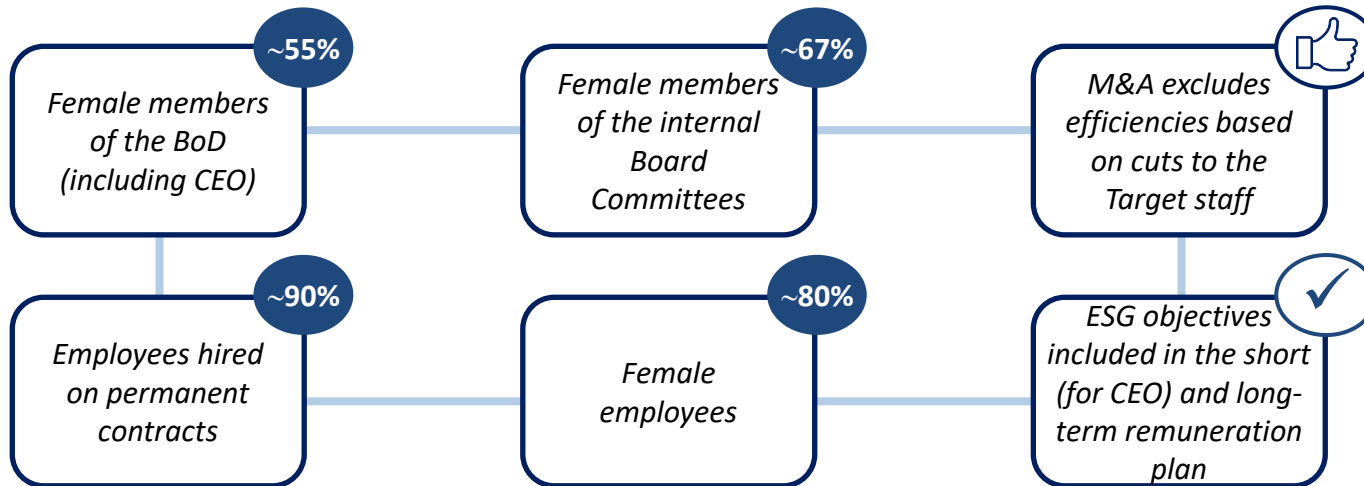 ~55%
Female members
of the BoD
(including CEO)
~67%
Female members
of the internal
Board
Committees
M&A excludes
efficiencies based
on cuts to the
Target staff
~90%
Employees hired
on permanent
contracts
~80%
Female
employees
ESG objectives
included in the short
(for CEO) and long-
term remuneration
plan